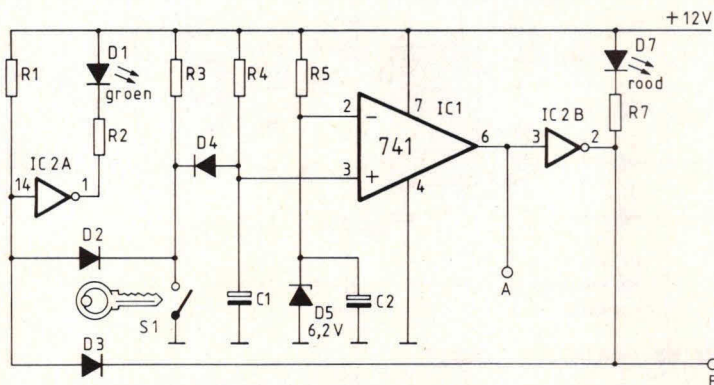 +12V
R1
D1
groen
R2
R3
R4
R5
D7
rood
R7
IC1
741
2
−
3
+
7
6
4
IC2B
3
2
IC2A
14
1
D4
D2
S1
C1
D5
6,2V
C2
A
D3